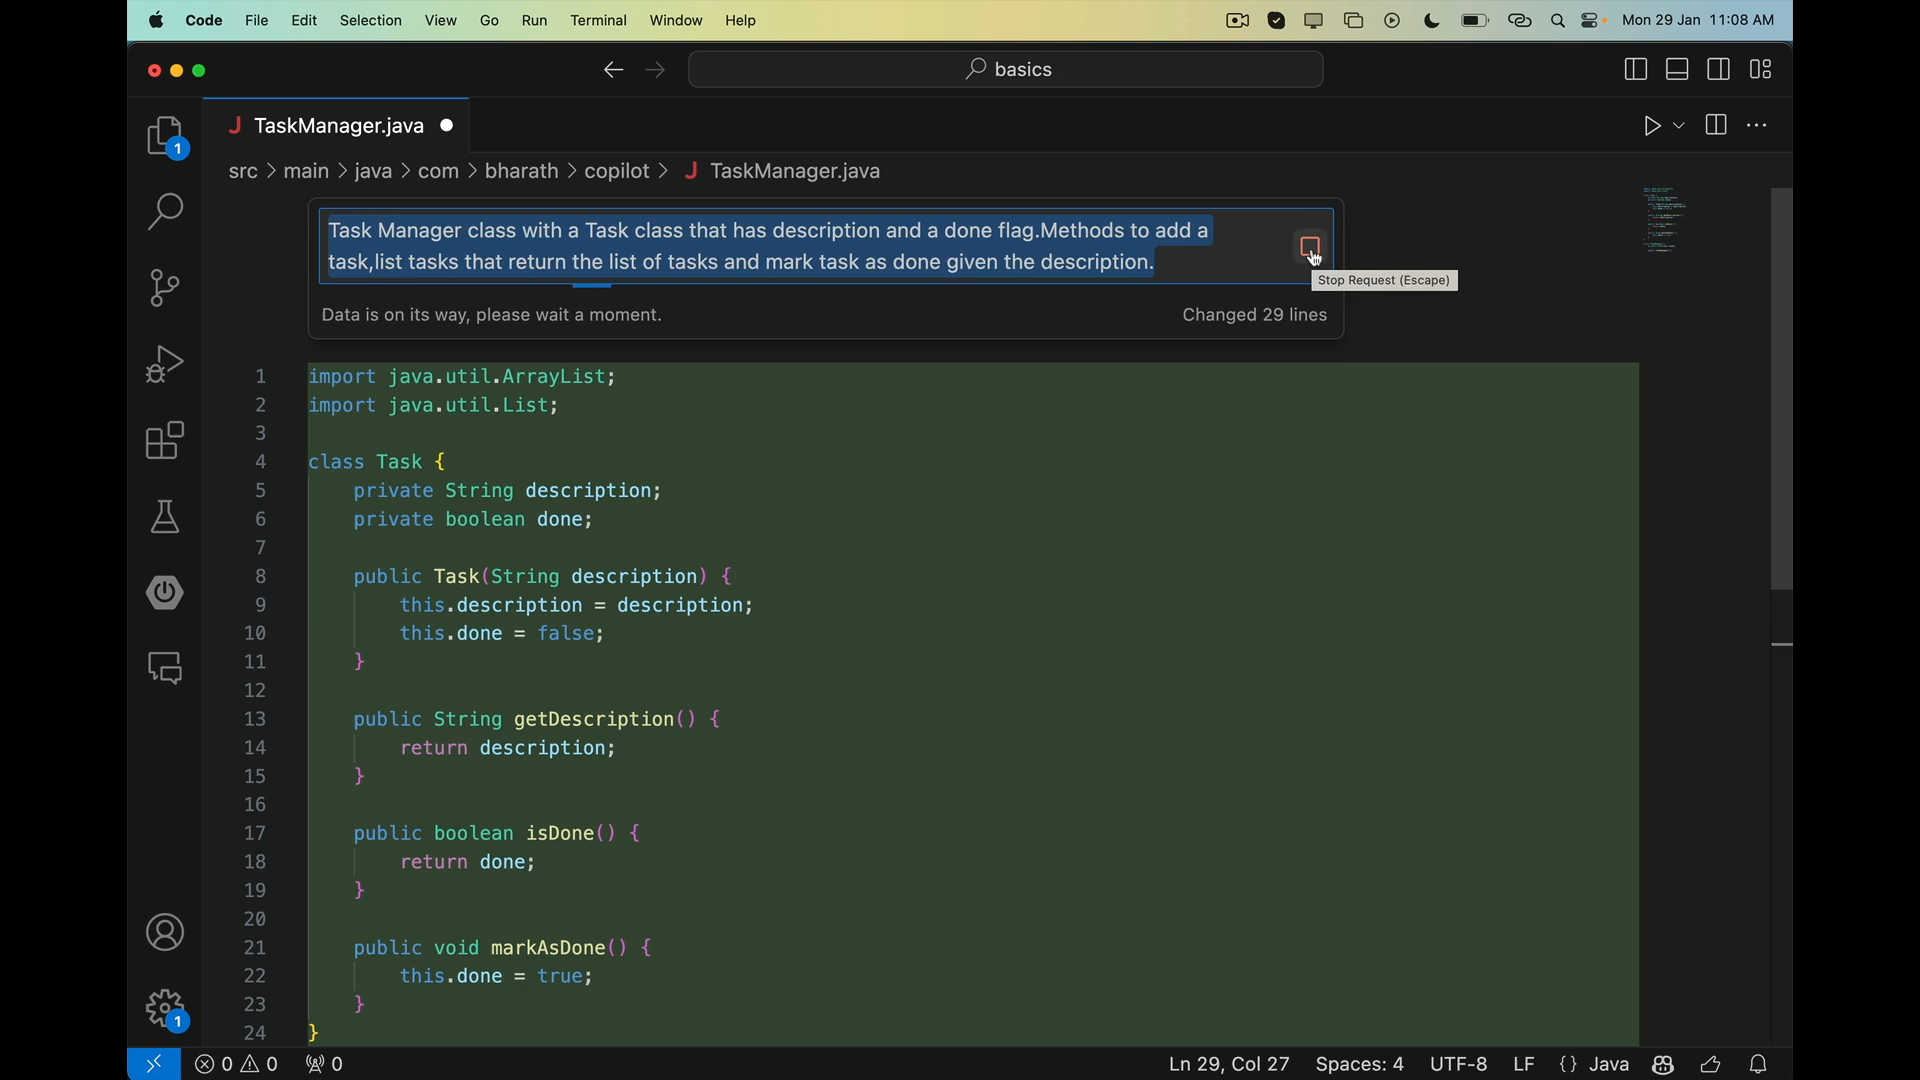 Code File Edit Selection View Go Run Terminal Window Help Mon 29 Jan 11:08 AM
basics
TaskManager.java
src > main > java > com > bharath > copilot > J TaskManager.java
Task Manager class with a Task class that has description and a done flag.Methods to add a
task,list tasks that return the list of tasks and mark task as done given the description.
Stop Request (Escape)
Data is on its way, please wait a moment. Changed 29 lines
1 import java.util.ArrayList;
2 import java.util.List;
3
4 class Task {
5     private String description;
6     private boolean done;
7
8     public Task(String description) {
9         this.description = description;
10         this.done = false;
11     }
12
13     public String getDescription() {
14         return description;
15     }
16
17     public boolean isDone() {
18         return done;
19     }
20
21     public void markAsDone() {
22         this.done = true;
23     }
24 }
1
1
0 0 0 Ln 29, Col 27 Spaces: 4 UTF-8 LF {} Java